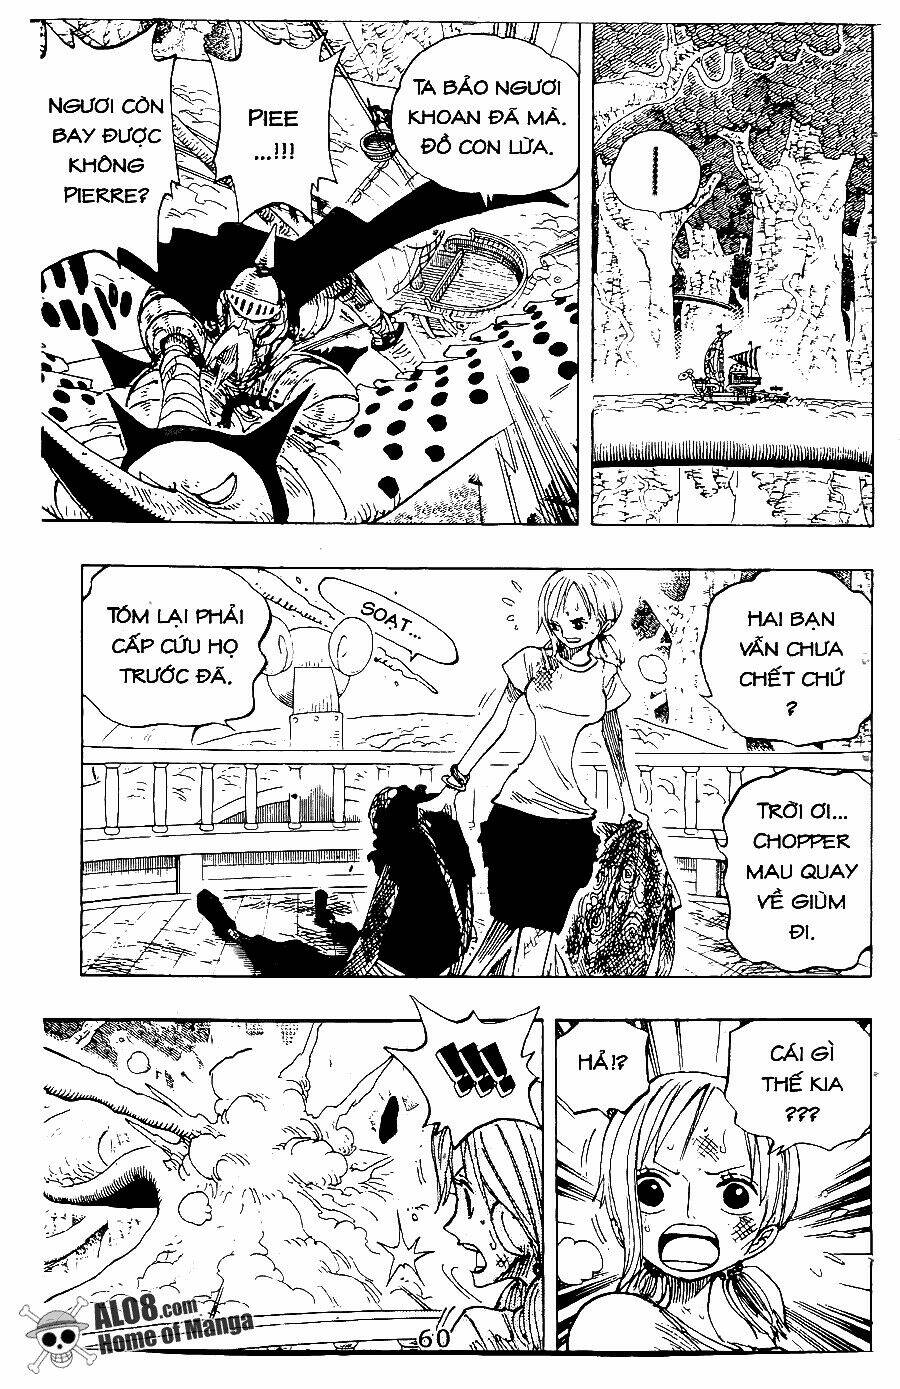 TA BẢO NGƯƠI
KHOAN ĐÃ MÀ.
ĐỒ CON LỪA.
PIEE
...!!!
NGƯƠI CÒN
BAY ĐƯỢC
KHÔNG
PIERRE?
HAI BẠN
VẪN CHƯA
CHẾT CHỨ
?
SOẠT...
TÓM LẠI PHẢI
CẤP CỨU HỌ
TRƯỚC ĐÃ.
TRỜI ƠI...
CHOPPER
MAU QUAY
VỀ GIÙM
ĐI.
CÁI GÌ
THẾ KIA
???
HẢ!?
!!!
60
ALO8.com
Home of Manga